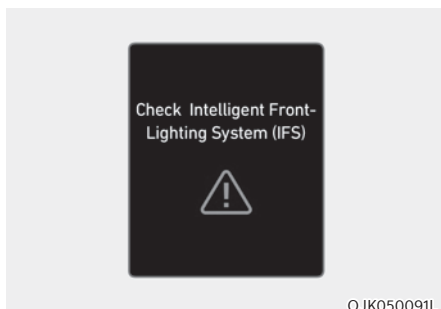 Check Intelligent Front-
Lighting System (IFS)
OJK050091L